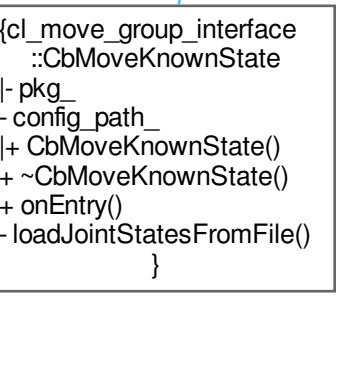 {cl_move_group_interface
::CbMoveKnownState
|- pkg_
- config_path_
|+ CbMoveKnownState()
+ ~CbMoveKnownState()
+ onEntry()
- loadJointStatesFromFile()
}